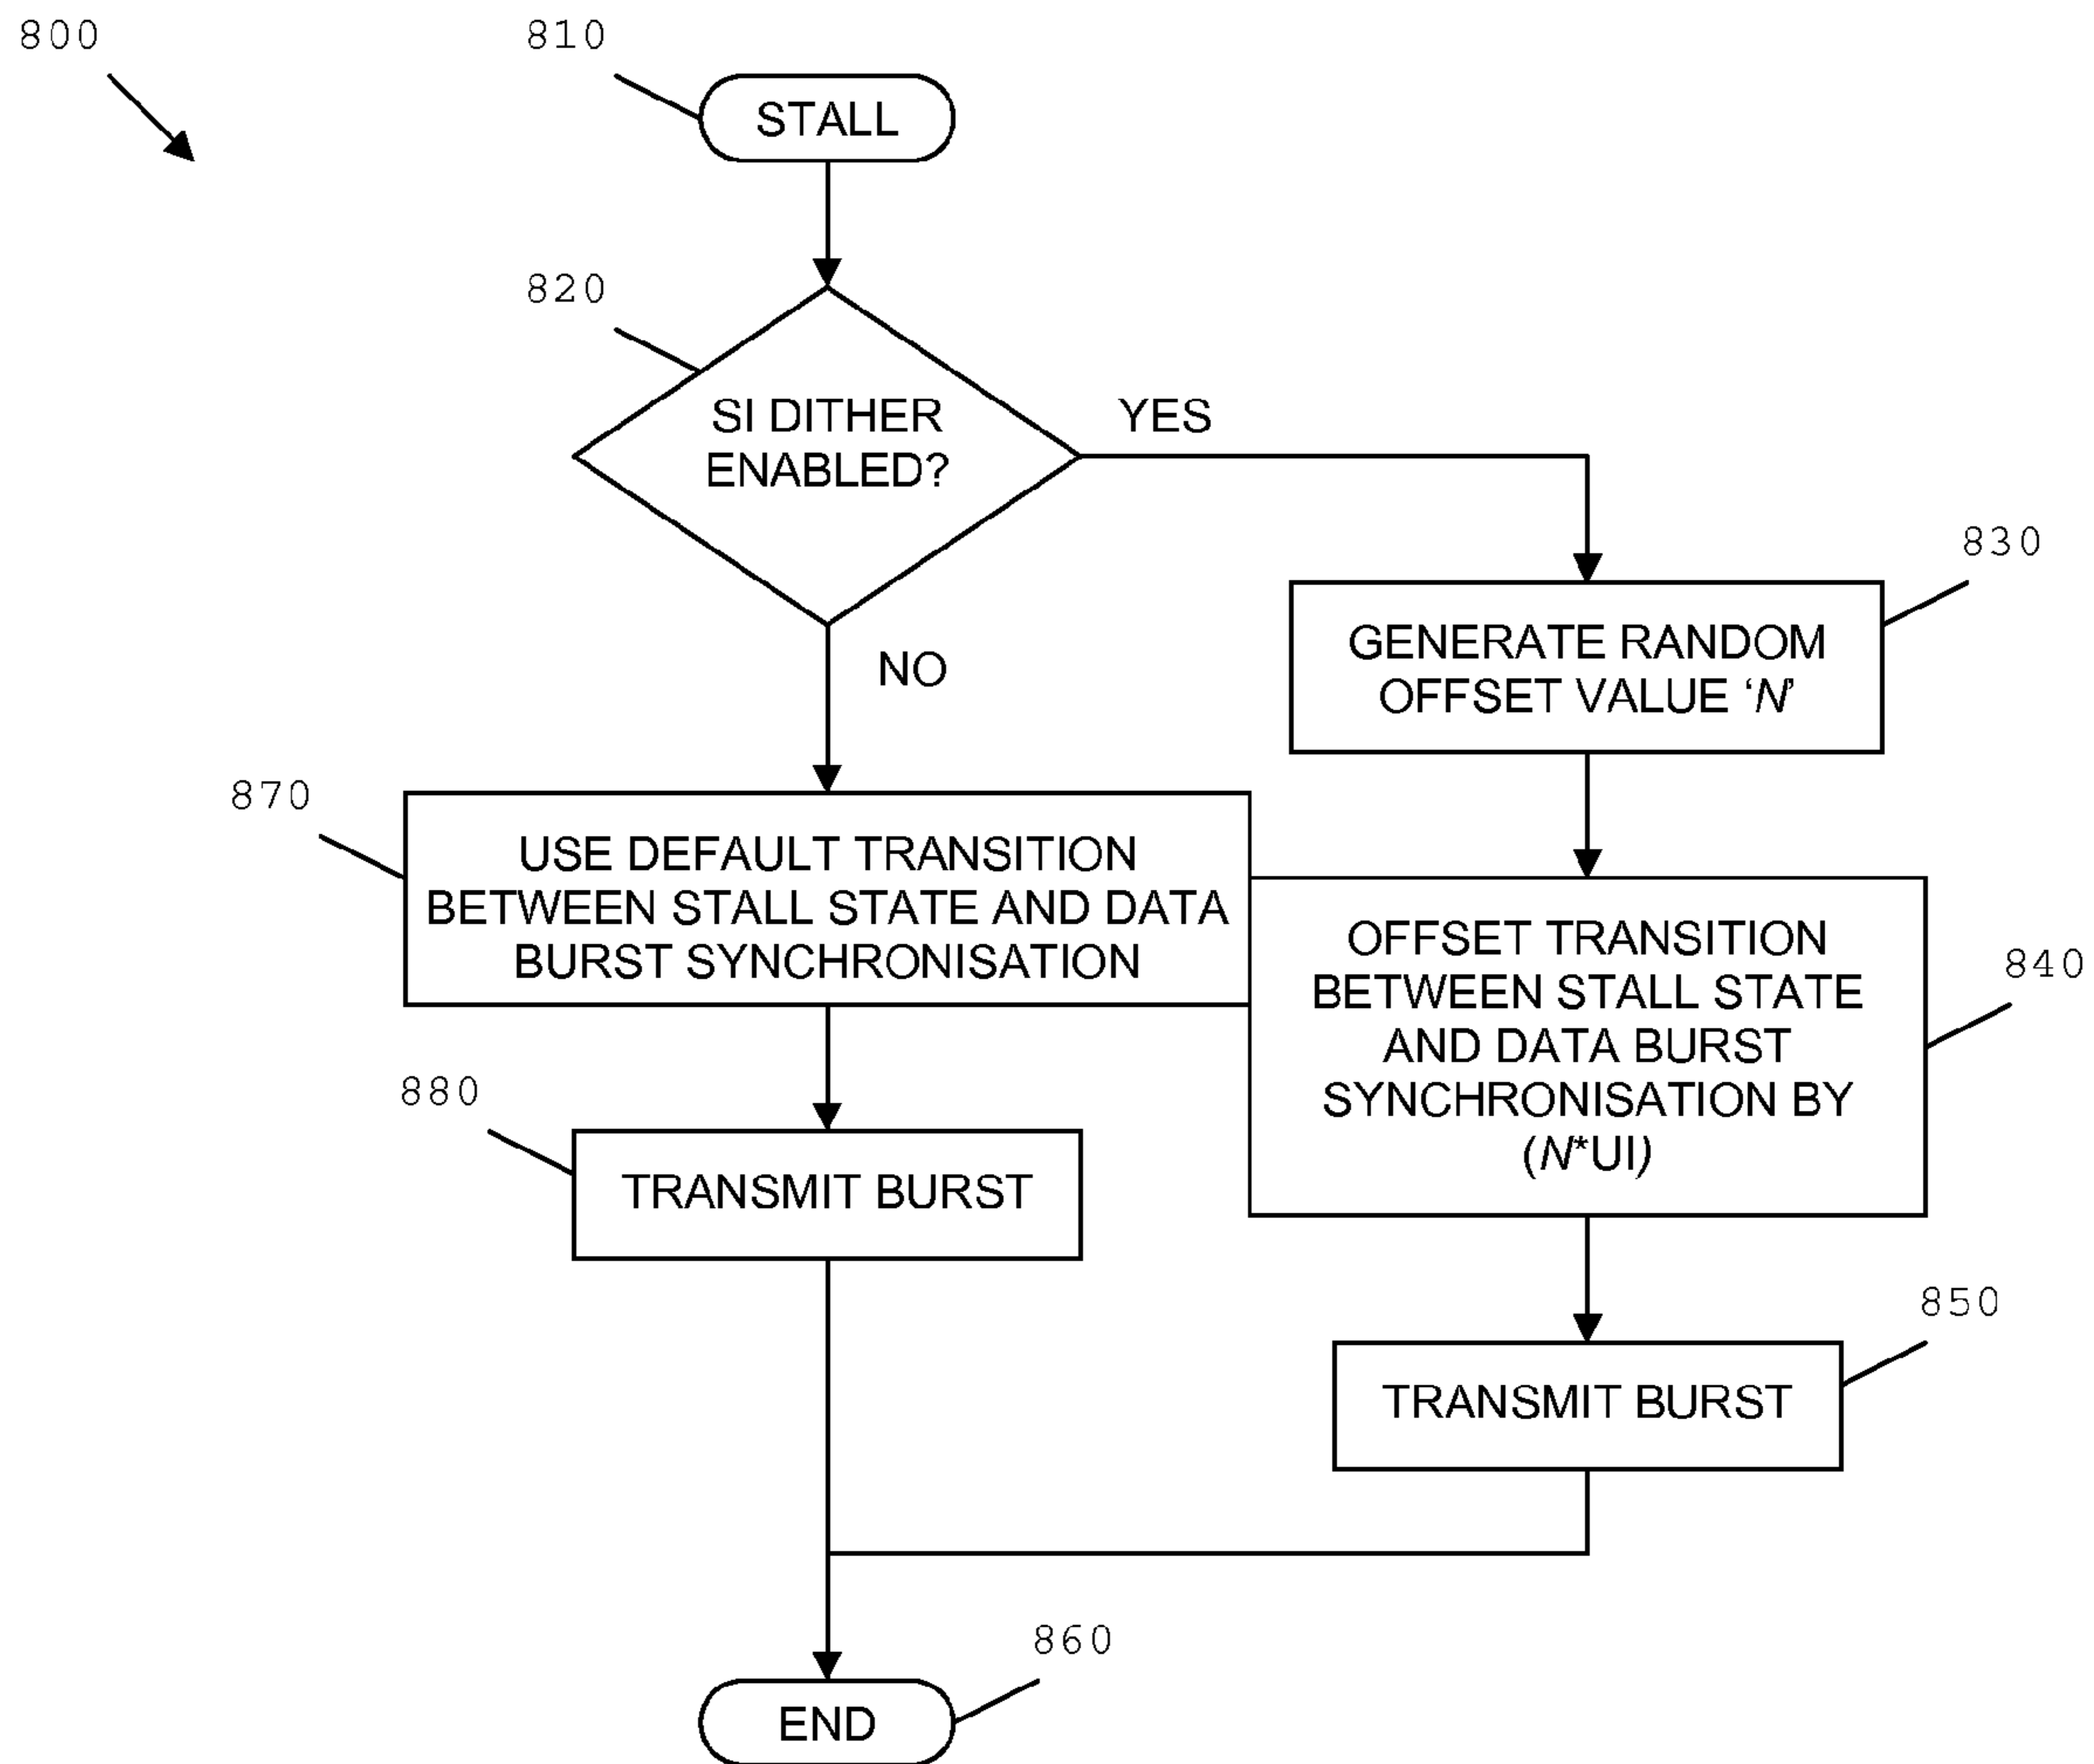 800
810
STALL
820
SI DITHER
ENABLED?
YES
NO
830
GENERATE RANDOM
OFFSET VALUE ‘N’
870
USE DEFAULT TRANSITION
BETWEEN STALL STATE AND DATA
BURST SYNCHRONISATION
840
OFFSET TRANSITION
BETWEEN STALL STATE
AND DATA BURST
SYNCHRONISATION BY
(N*UI)
880
TRANSMIT BURST
850
TRANSMIT BURST
860
END